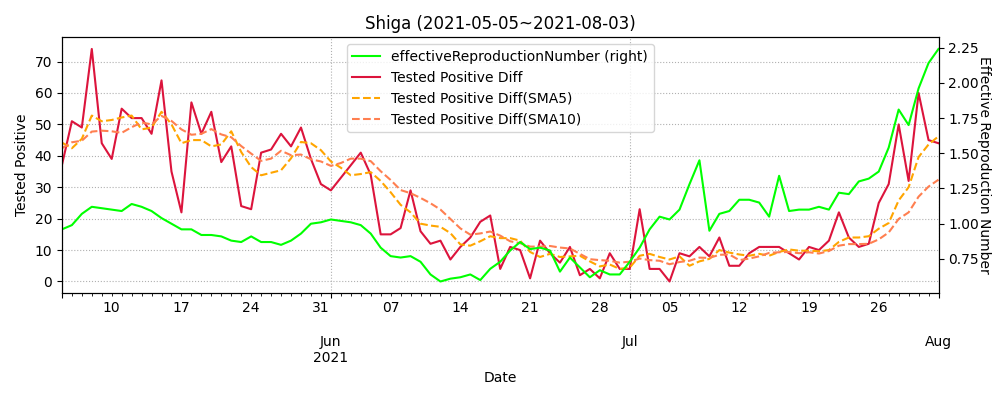 Shiga (2021-05-05~2021-08-03)
effectiveReproductionNumber (right)
Tested Positive Diff
Tested Positive Diff(SMA5)
Tested Positive Diff(SMA10)
Tested Positive
70
60
50
40
30
20
10
0
2.25
2.00
1.75
1.50
1.25
1.00
0.75
Effective Reproduction Number
10 17 24 31 07 14 21 28 05 12 19 26
Jun Jul Aug
2021
Date